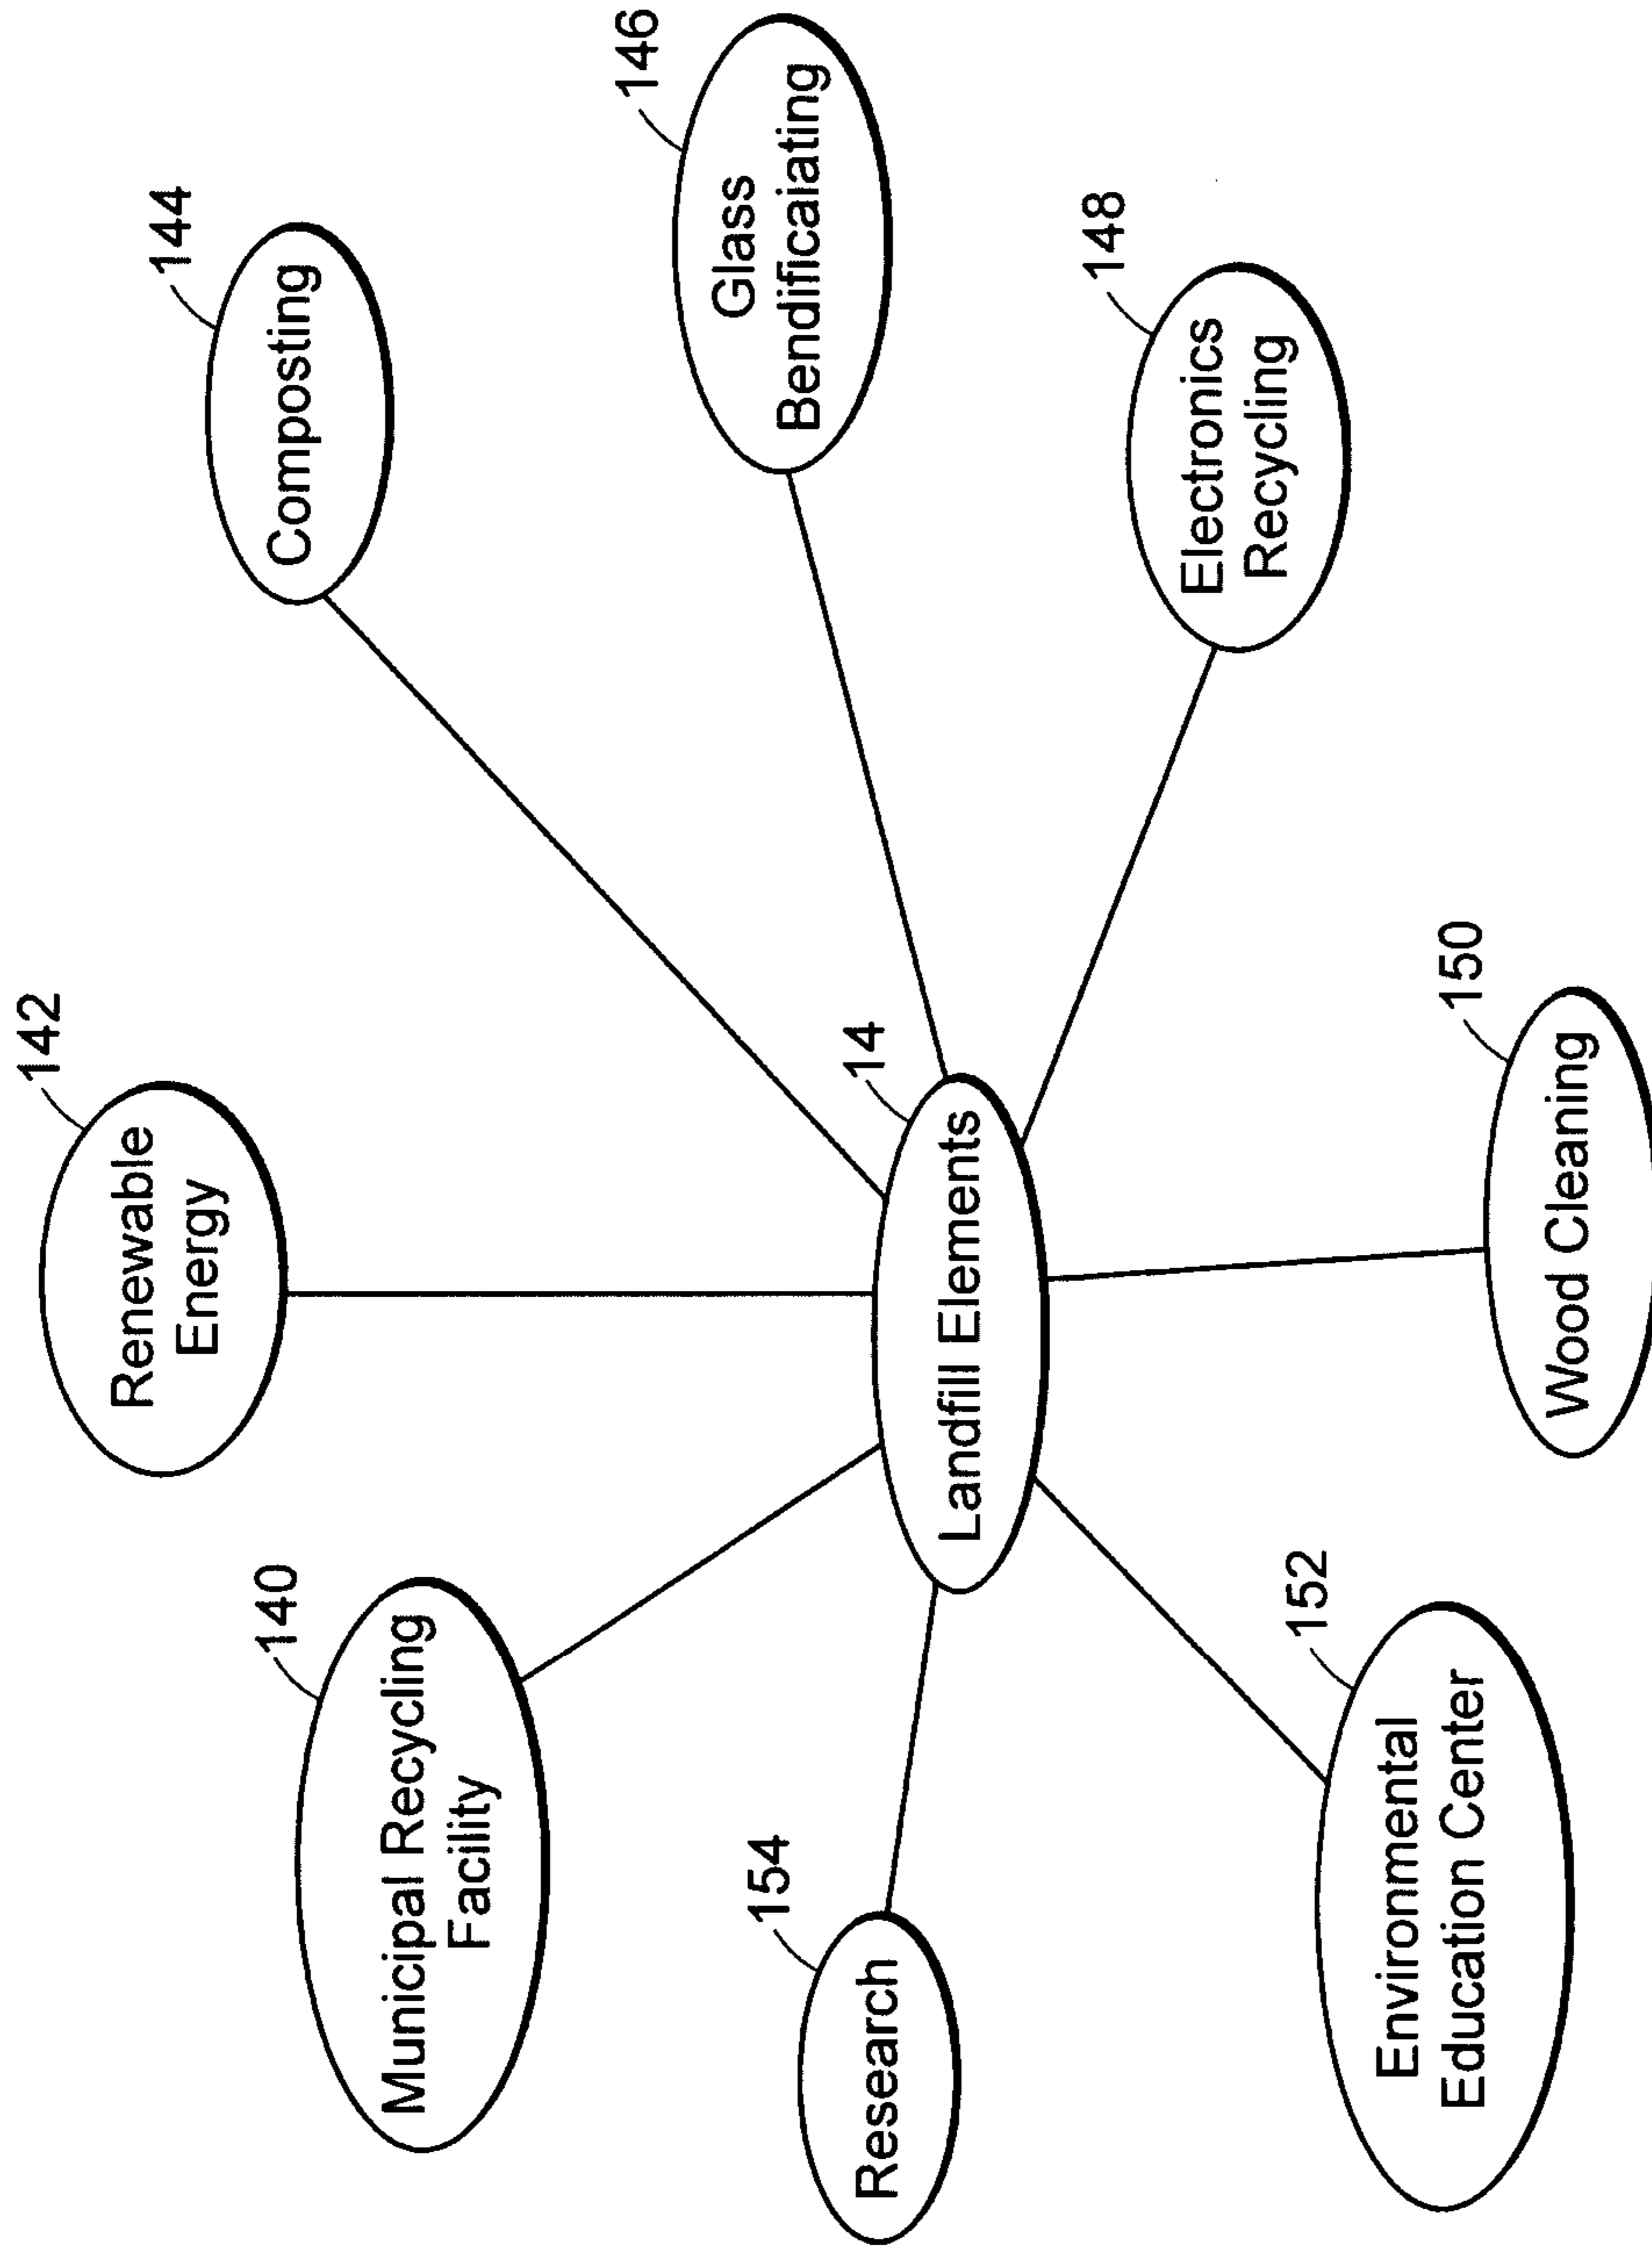 142
Renewable
Energy
144
Composting
140
Municipal Recycling
Facility
146
Glass
Bendificaiating
14
Landfill Elements
154
Research
148
Electronics
Recycling
152
Environmental
Education Center
150
Wood Cleaning